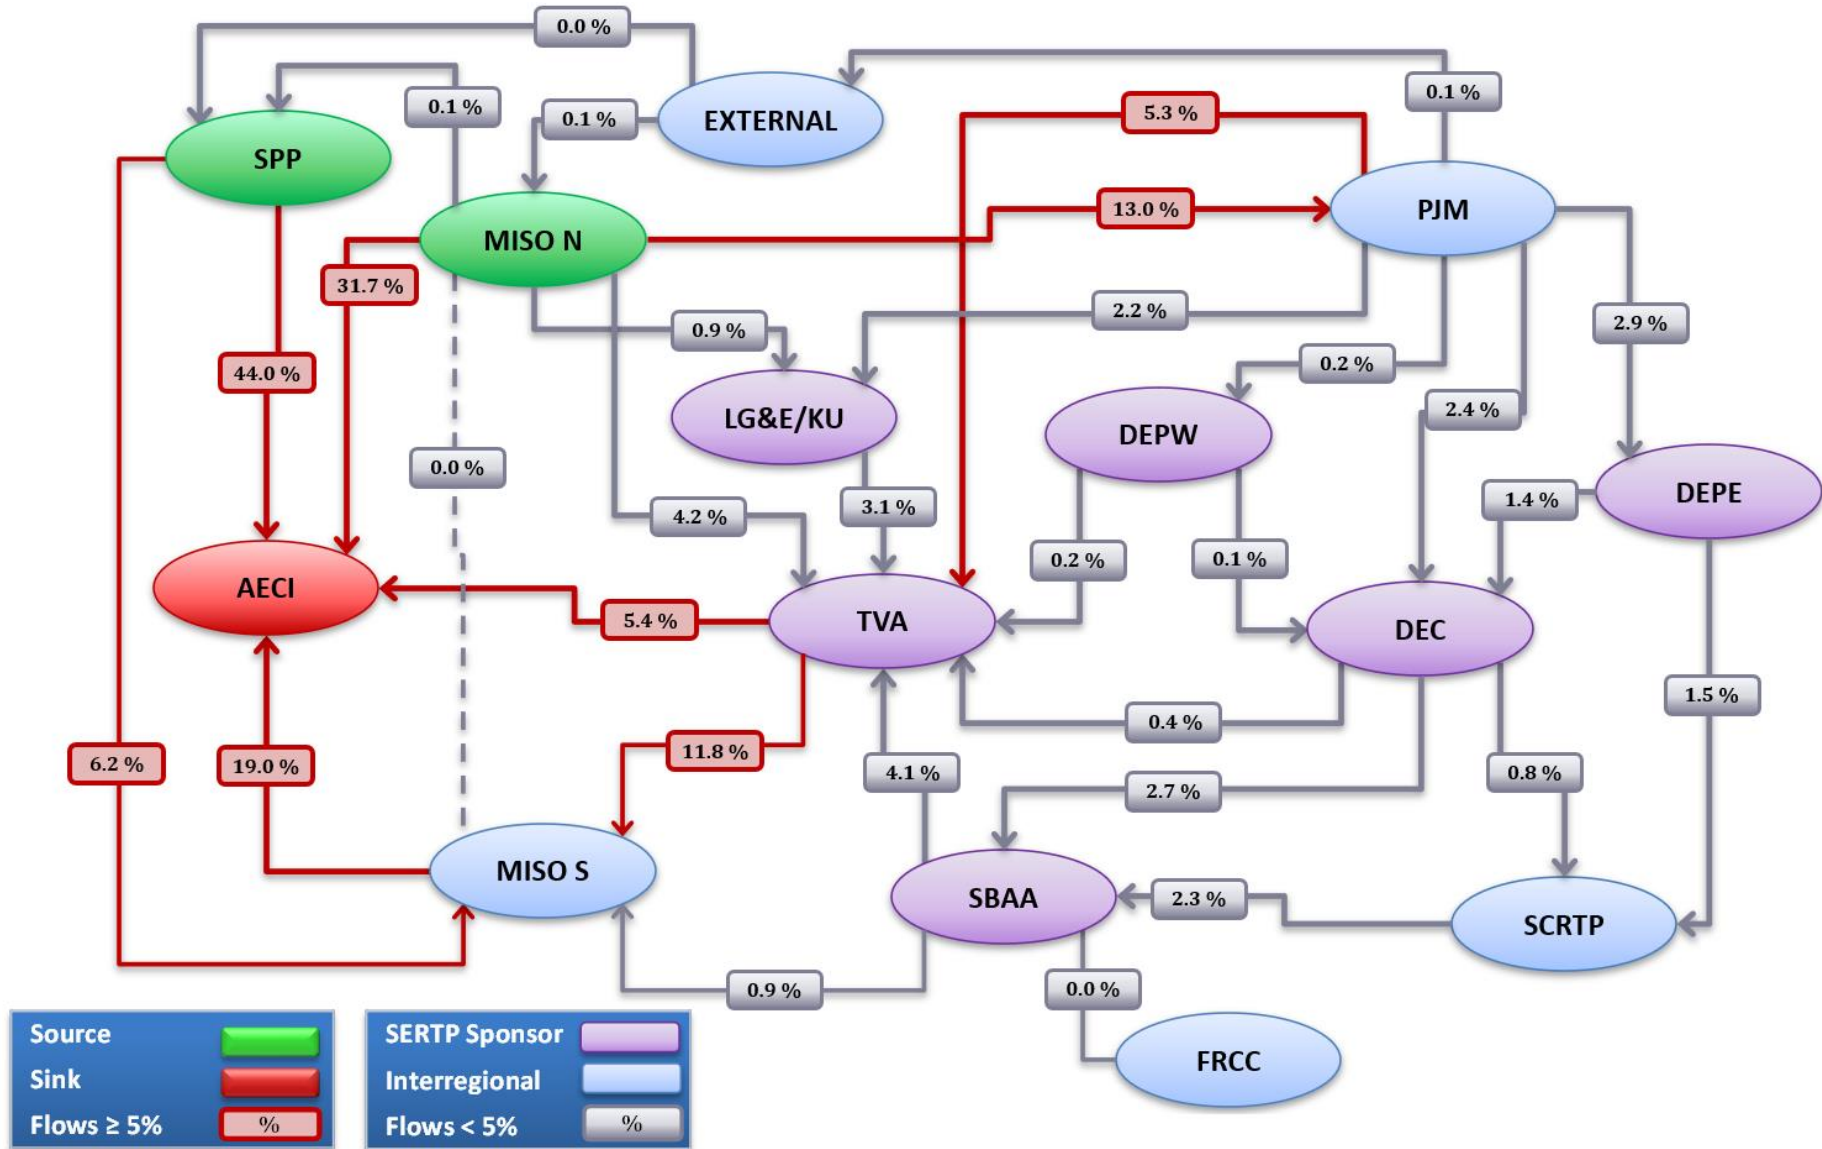 0.0 %
0.1 %
0.1 %
EXTERNAL
0.1 %
5.3 %
SPP
MISO N
13.0 %
PJM
31.7 %
0.9 %
2.2 %
2.9 %
44.0 %
0.2 %
LG&E/KU
DEPW
2.4 %
0.0 %
4.2 %
3.1 %
1.4 %
DEPE
0.2 %
0.1 %
AECI
5.4 %
TVA
DEC
1.5 %
0.4 %
6.2 %
19.0 %
11.8 %
4.1 %
2.7 %
0.8 %
MISO S
SBAA
2.3 %
SCRTP
0.9 %
0.0 %
FRCC
Source
Sink
Flows ≥ 5% %
SERTP Sponsor
Interregional
Flows < 5% %